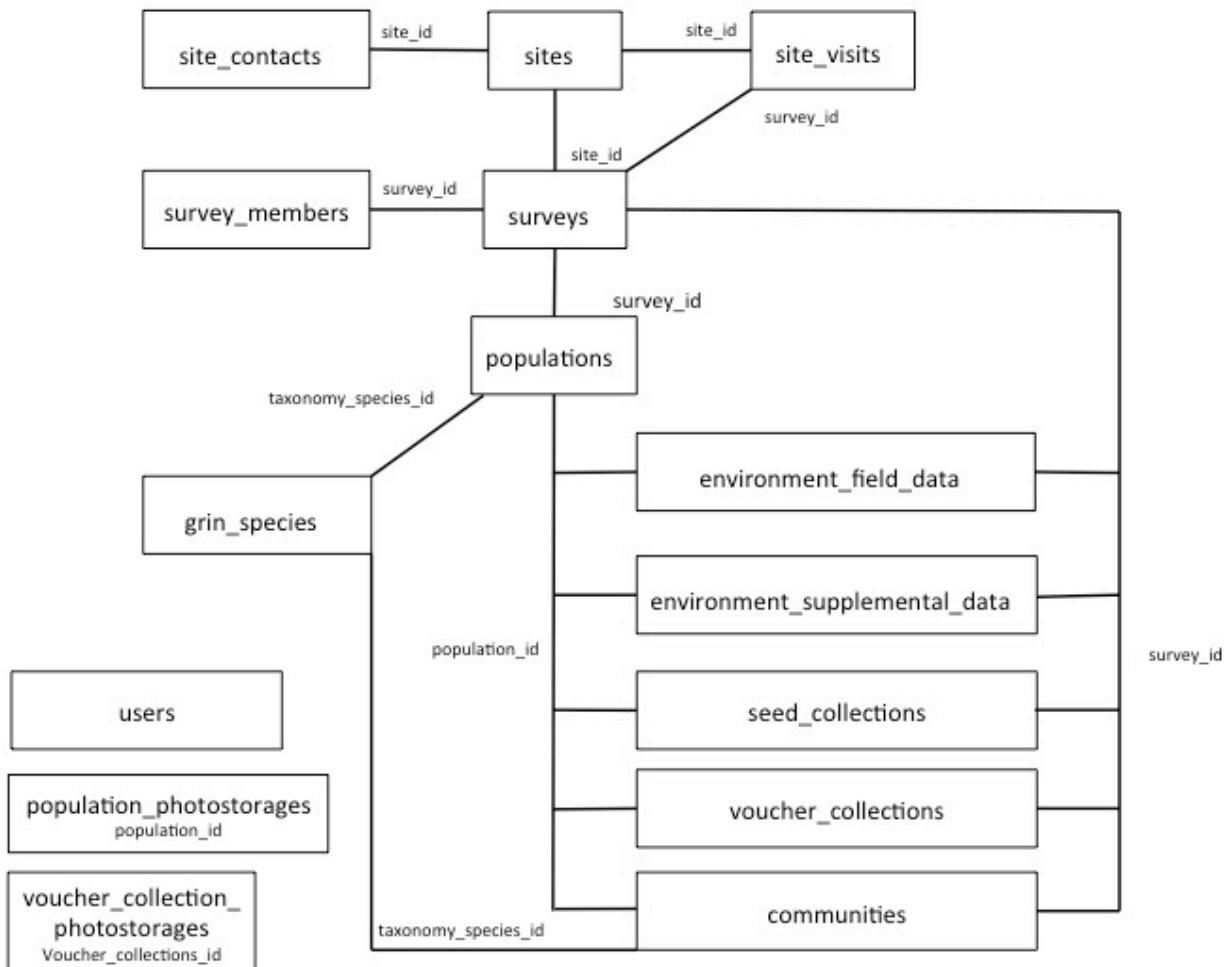 site_contacts
site_id
sites
site_id
site_visits
survey_id
site_id
survey_members
survey_id
surveys
survey_id
populations
taxonomy_species_id
environment_field_data
grin_species
environment_supplemental_data
population_id
survey_id
users
seed_collections
population_photostorages
population_id
voucher_collections
voucher_collection_
photostorages
Voucher_collections_id
taxonomy_species_id
communities